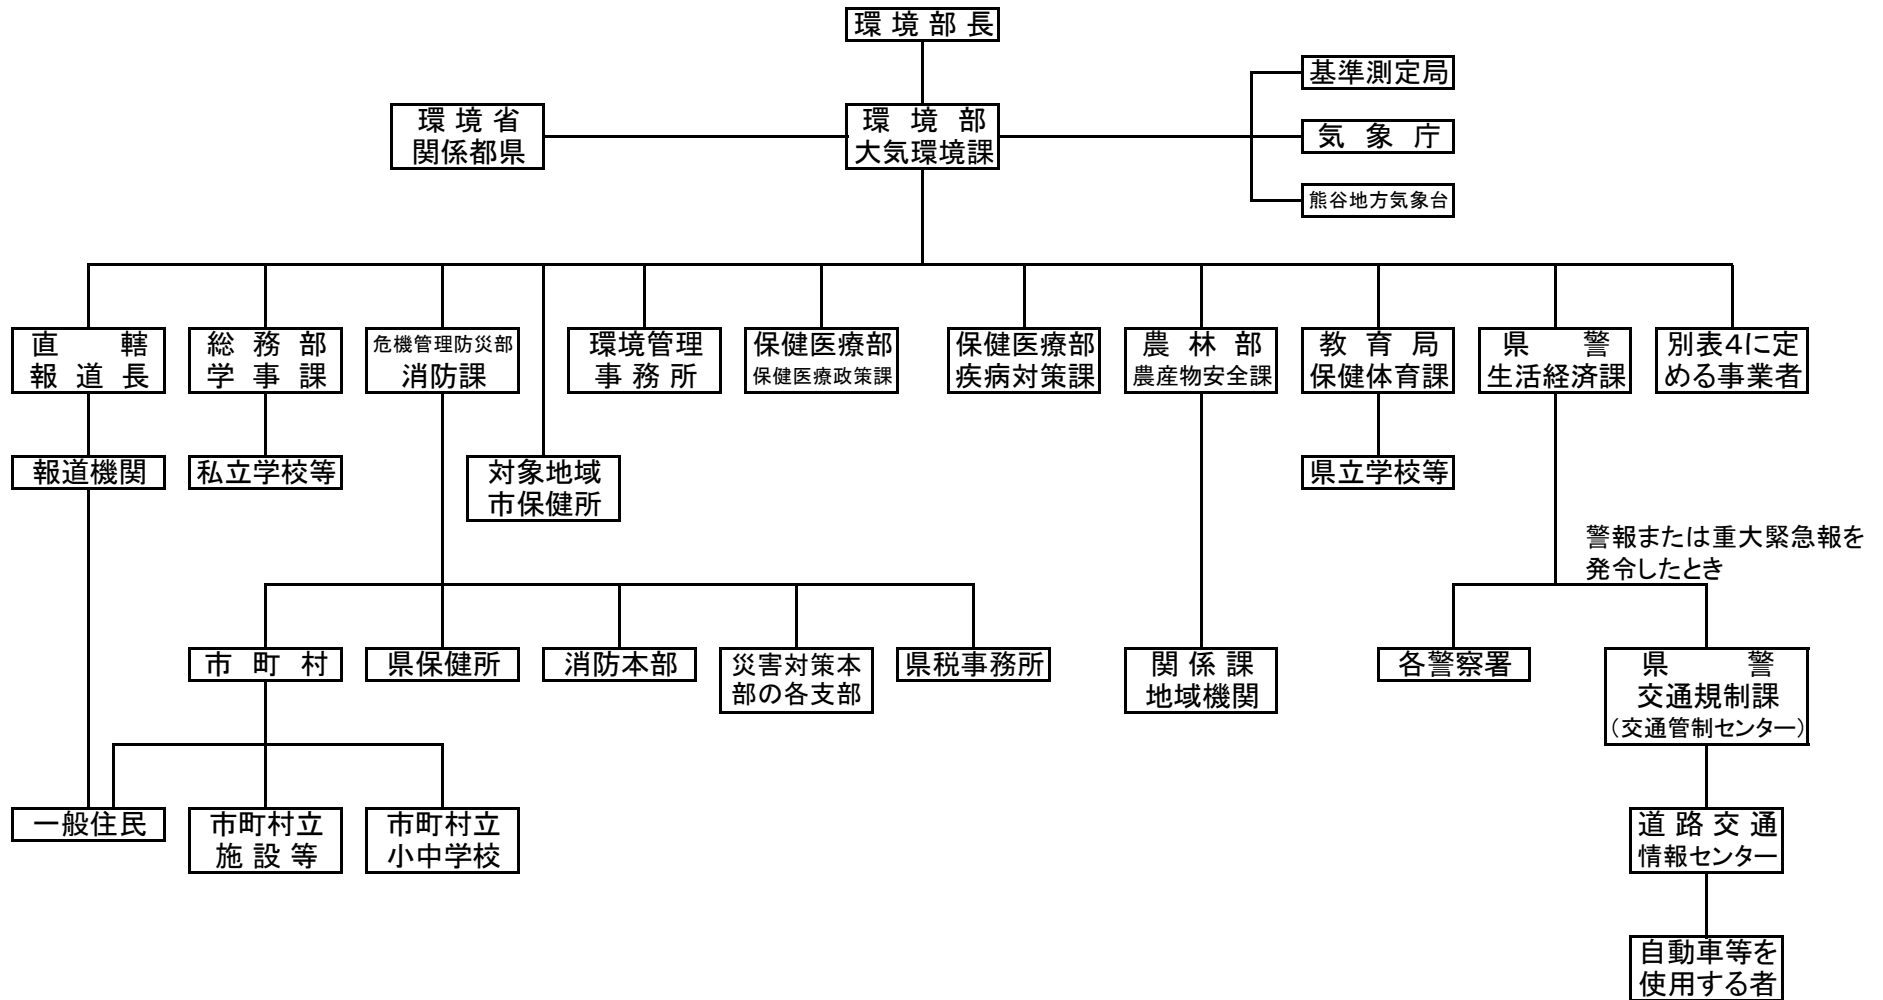 環境部長
基準測定局
環境省
関係都県
環境部
大気環境課
気象庁
熊谷地方気象台
直轄
報道長
総務部
学事課
危機管理防災部
消防課
環境管理
事務所
保健医療部
保健医療政策課
保健医療部
疾病対策課
農林部
農産物安全課
教育局
保健体育課
県警
生活経済課
別表4に定
める事業者
報道機関
私立学校等
対象地域
市保健所
県立学校等
警報または重大緊急報を
発令したとき
市町村
県保健所
消防本部
災害対策本
部の各支部
県税事務所
関係課
地域機関
各警察署
県警
交通規制課
（交通管制センター）
一般住民
市町村立
施設等
市町村立
小中学校
道路交通
情報センター
自動車等を
使用する者